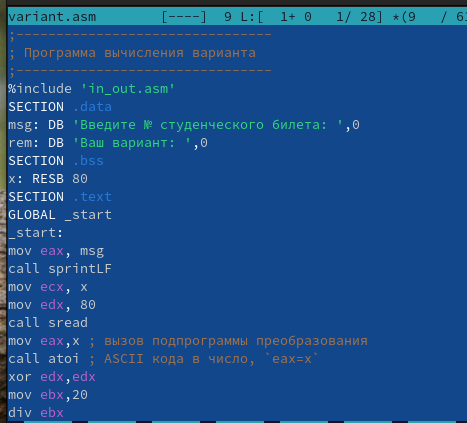 variant.asm [----] 9 L:[ 1+ 0 1/ 28] *(9 / 6
;--------------------------------
; Программа вычисления варианта
;--------------------------------
%include 'in_out.asm'
SECTION .data
msg: DB 'Введите № студенческого билета: ',0
rem: DB 'Ваш вариант: ',0
SECTION .bss
x: RESB 80
SECTION .text
GLOBAL _start
_start:
mov eax, msg
call sprintLF
mov ecx, x
mov edx, 80
call sread
mov eax,x ; вызов подпрограммы преобразования
call atoi ; ASCII кода в число, `eax=x`
xor edx,edx
mov ebx,20
div ebx